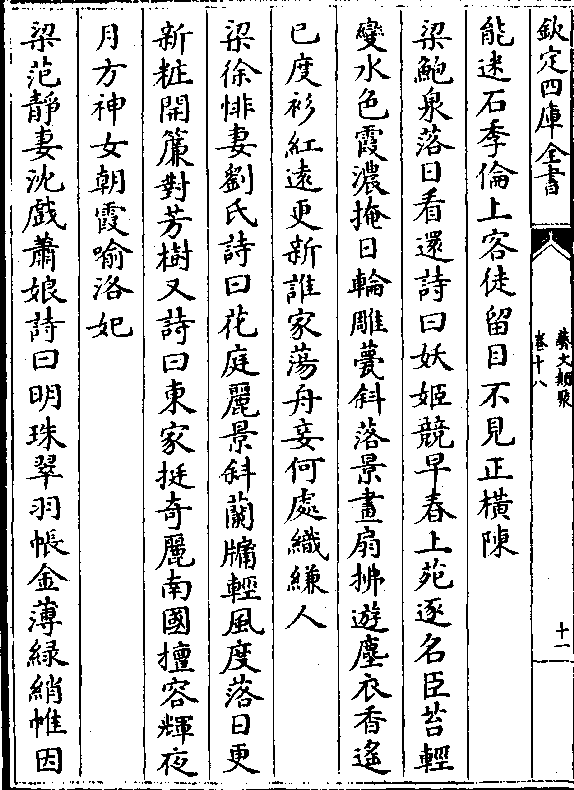 欽定四庫全書
藝文類聚
卷十八
十一
能迷石季倫上客徒留目不見正橫陳
梁鮑泉落日看還詩曰妖姬競早春上苑逐名臣苔輕
變水色霞濃掩日輪雕甍斜落景畫扇拂遊塵衣香遙
已度衫紅遠更新誰家蕩舟妾何處織縑人
梁徐悱妻劉氏詩曰花庭麗景斜蘭牖輕風度落日更
新粧開簾對芳樹又詩曰東家挺奇麗南國擅容輝夜
月方神女朝霞喻洛妃
梁范靜妻沈戲蕭娘詩曰明珠翠羽帳金薄緑綃帷因